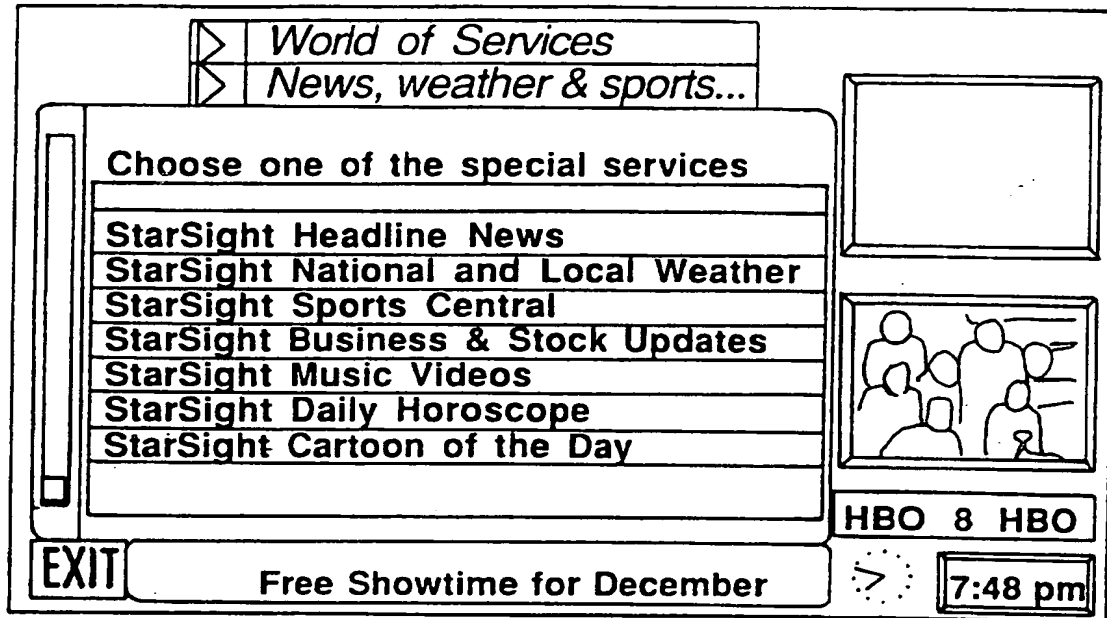 World of Services
News, weather & sports...
Choose one of the special services
StarSight Headline News
StarSight National and Local Weather
StarSight Sports Central
StarSight Business & Stock Updates
StarSight Music Videos
StarSight Daily Horoscope
StarSight Cartoon of the Day
HBO 8 HBO
EXIT
Free Showtime for December
7:48 pm